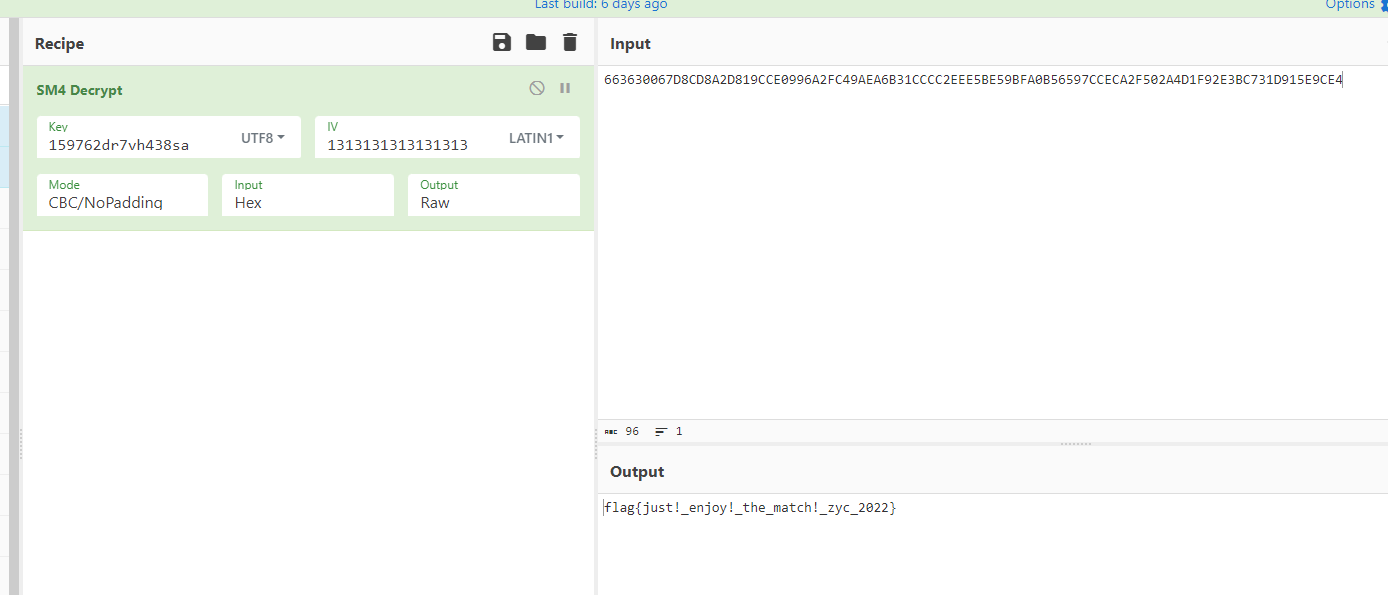 Last build: 6 days ago
Options
Recipe
SM4 Decrypt
Key
159762dr7vh438sa
UTF8
IV
1313131313131313
LATIN1
Mode
CBC/NoPadding
Input
Hex
Output
Raw
Input
663630067D8CD8A2D819CCE0996A2FC49AEA6B31CCCC2EEE5BE59BFA0B56597CCECA2F502A4D1F92E3BC731D915E9CE4
ABC 96 1
Output
flag{just!_enjoy!_the_match!_zyc_2022}